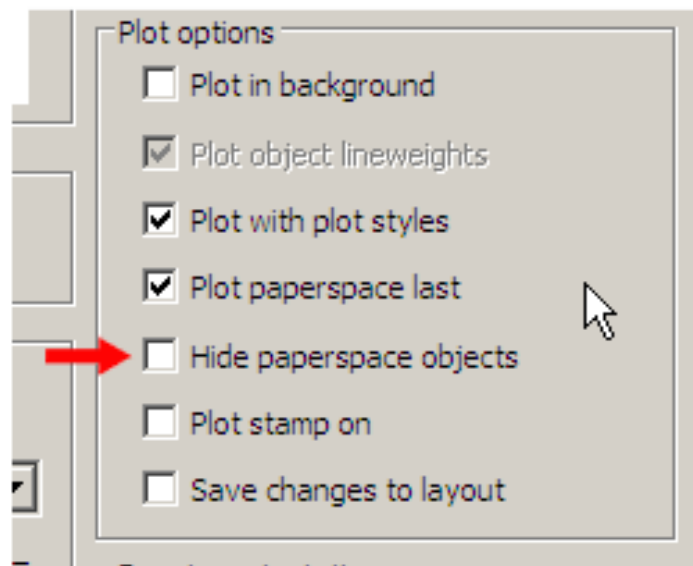 Plot options
Plot in background
Plot object lineweights
Plot with plot styles
Plot paperspace last
Hide paperspace objects
Plot stamp on
Save changes to layout